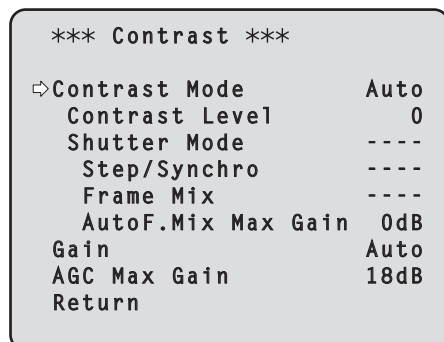 *** Contrast ***
⇨Contrast Mode Auto
Contrast Level 0
Shutter Mode ----
Step/Synchro ----
Frame Mix ----
AutoF.Mix Max Gain 0dB
Gain Auto
AGC Max Gain 18dB
Return